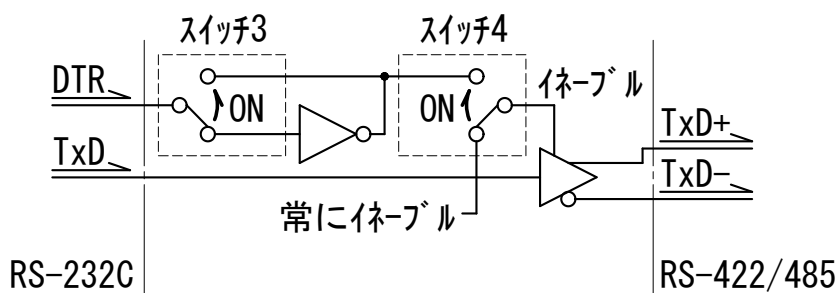 スイッチ3
スイッチ4
DTR
ON
ON
イネーブル
TxD
TxD+
TxD-
常にイネーブル
RS-232C
RS-422/485